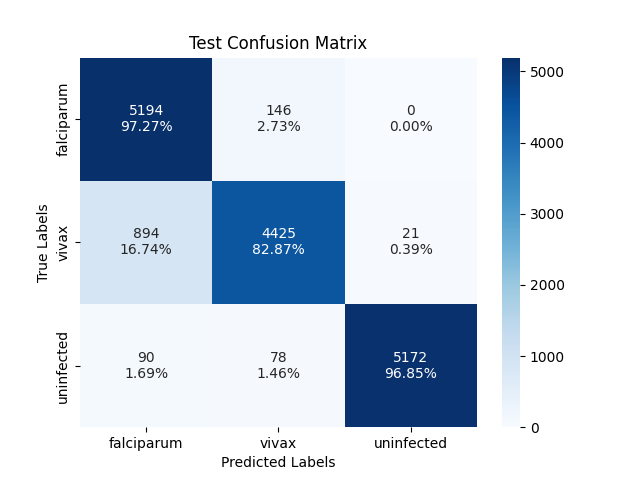 Test Confusion Matrix
True Labels
falciparum
vivax
uninfected
5194 146 0
97.27% 2.73% 0.00%
894 4425 21
16.74% 82.87% 0.39%
90 78 5172
1.69% 1.46% 96.85%
falciparum vivax uninfected
Predicted Labels
5000
4000
3000
2000
1000
0